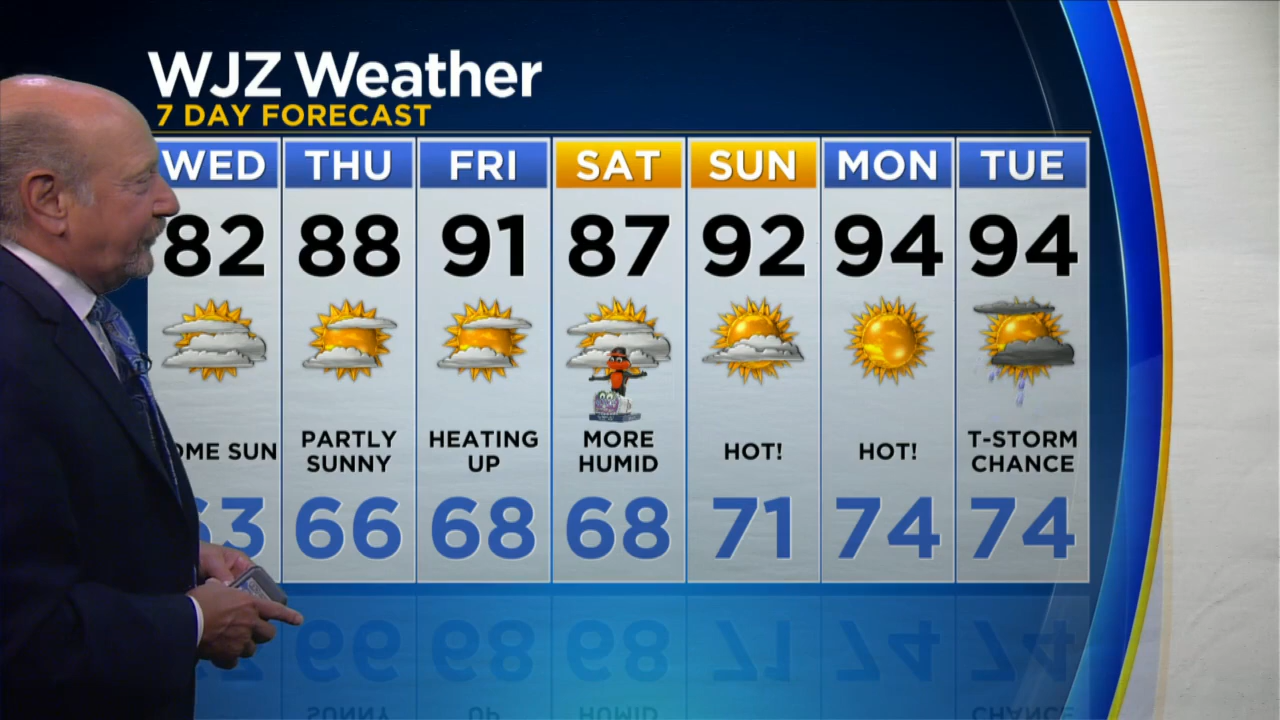 WJZ Weather
7 DAY FORECAST
WED THU FRI SAT SUN MON TUE
82 88 91 87 92 94 94
SUN
PARTLY
SUNNY
HEATING
UP
MORE
HUMID
HOT!
HOT!
T-STORM
CHANCE
66 68 68 71 74 74